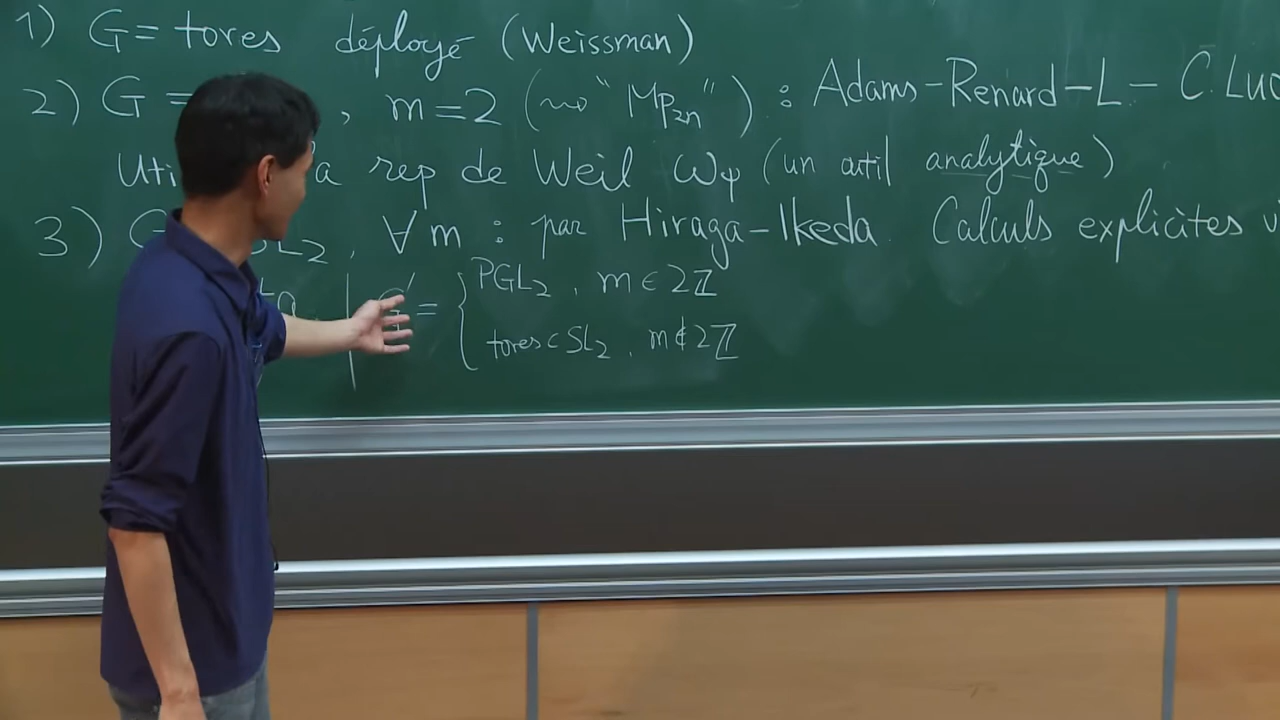 1) G = tores déployé (Weissman)
2) G = , m=2 (⇝ "Mp₂ₙ") : Adams-Renard-L- C.Luo
Uti a rep de Weil ωψ (un outil analytique)
3) G SL₂, ∀m : par Hiraga-Ikeda. Calculs explicites
G' = { PGL₂, m ∈ 2ℤ
tores ⊂ SL₂, m ∉ 2ℤ